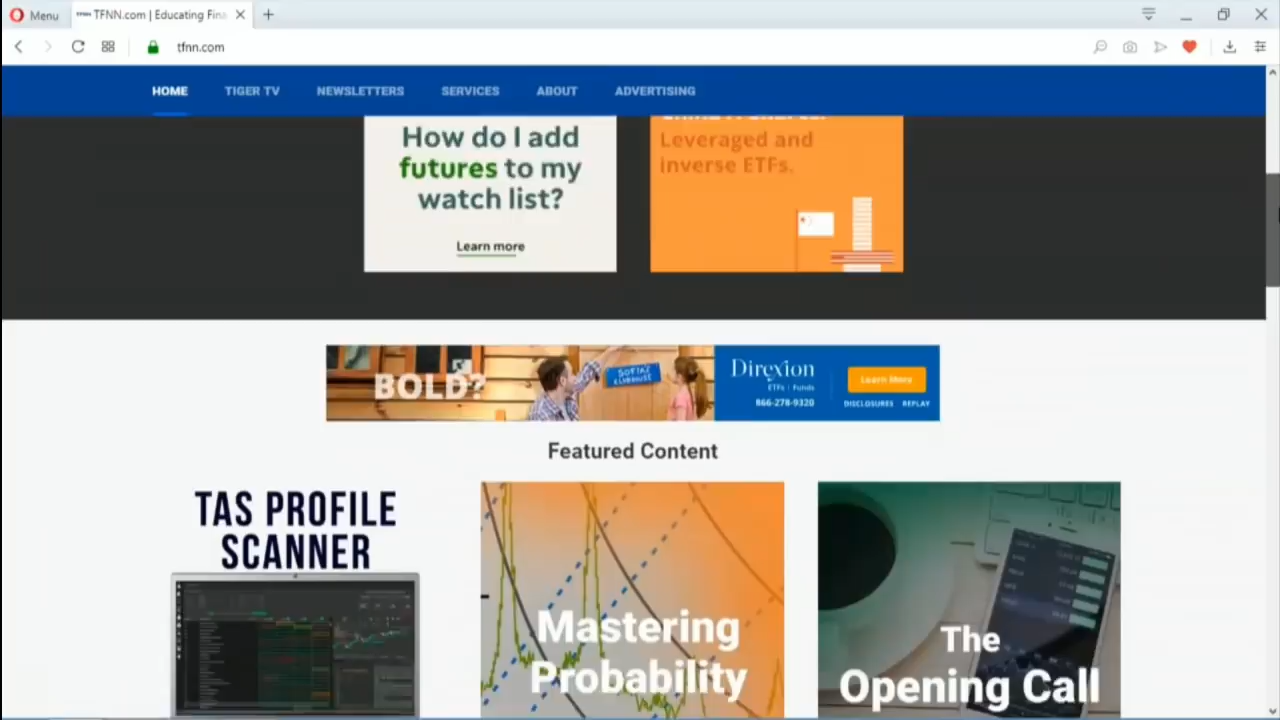 Menu
TFNN.com | Educating Fina
tfnn.com
HOME TIGER TV NEWSLETTERS SERVICES ABOUT ADVERTISING
How do I add
futures to my
watch list?
Learn more
Leveraged and
inverse ETFs.
BOLD?
Direxion
ETFs | Funds
866-278-9320
Learn More
DISCLOSURES REPLAY
Featured Content
TAS PROFILE
SCANNER
Mastering
Probability
The
Opening Call